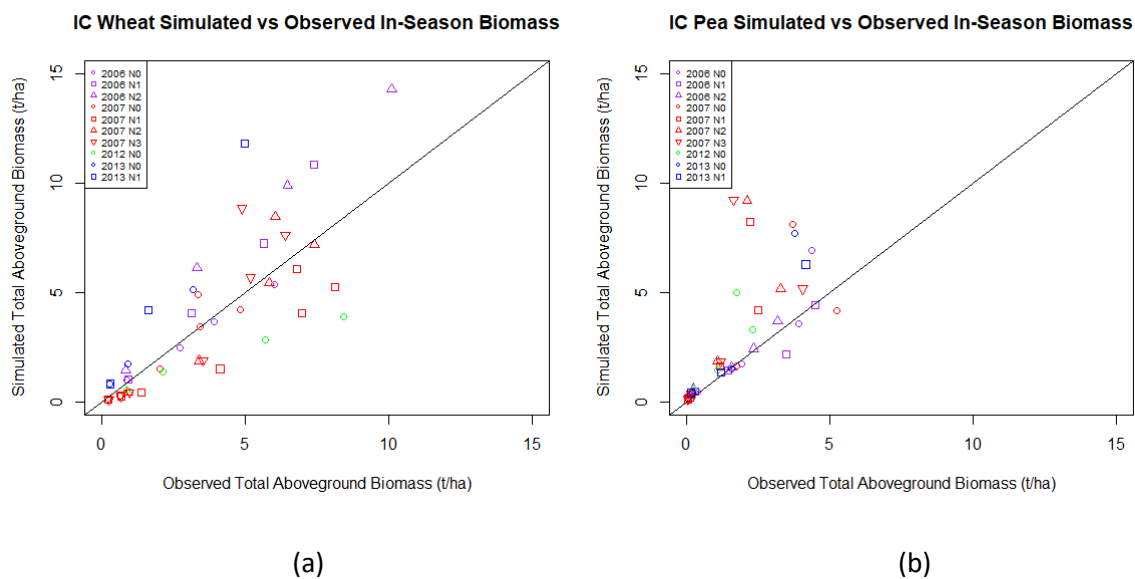 IC Wheat Simulated vs Observed In-Season Biomass
Simulated Total Aboveground Biomass (t/ha)
15
10
5
0
2006 N0
2006 N1
2006 N2
2007 N0
2007 N1
2007 N2
2007 N3
2012 N0
2013 N0
2013 N1
0 5 10 15
Observed Total Aboveground Biomass (t/ha)
(a)
IC Pea Simulated vs Observed In-Season Biomass
Simulated Total Aboveground Biomass (t/ha)
15
10
5
0
2006 N0
2006 N1
2006 N2
2007 N0
2007 N1
2007 N2
2007 N3
2012 N0
2013 N0
2013 N1
0 5 10 15
Observed Total Aboveground Biomass (t/ha)
(b)